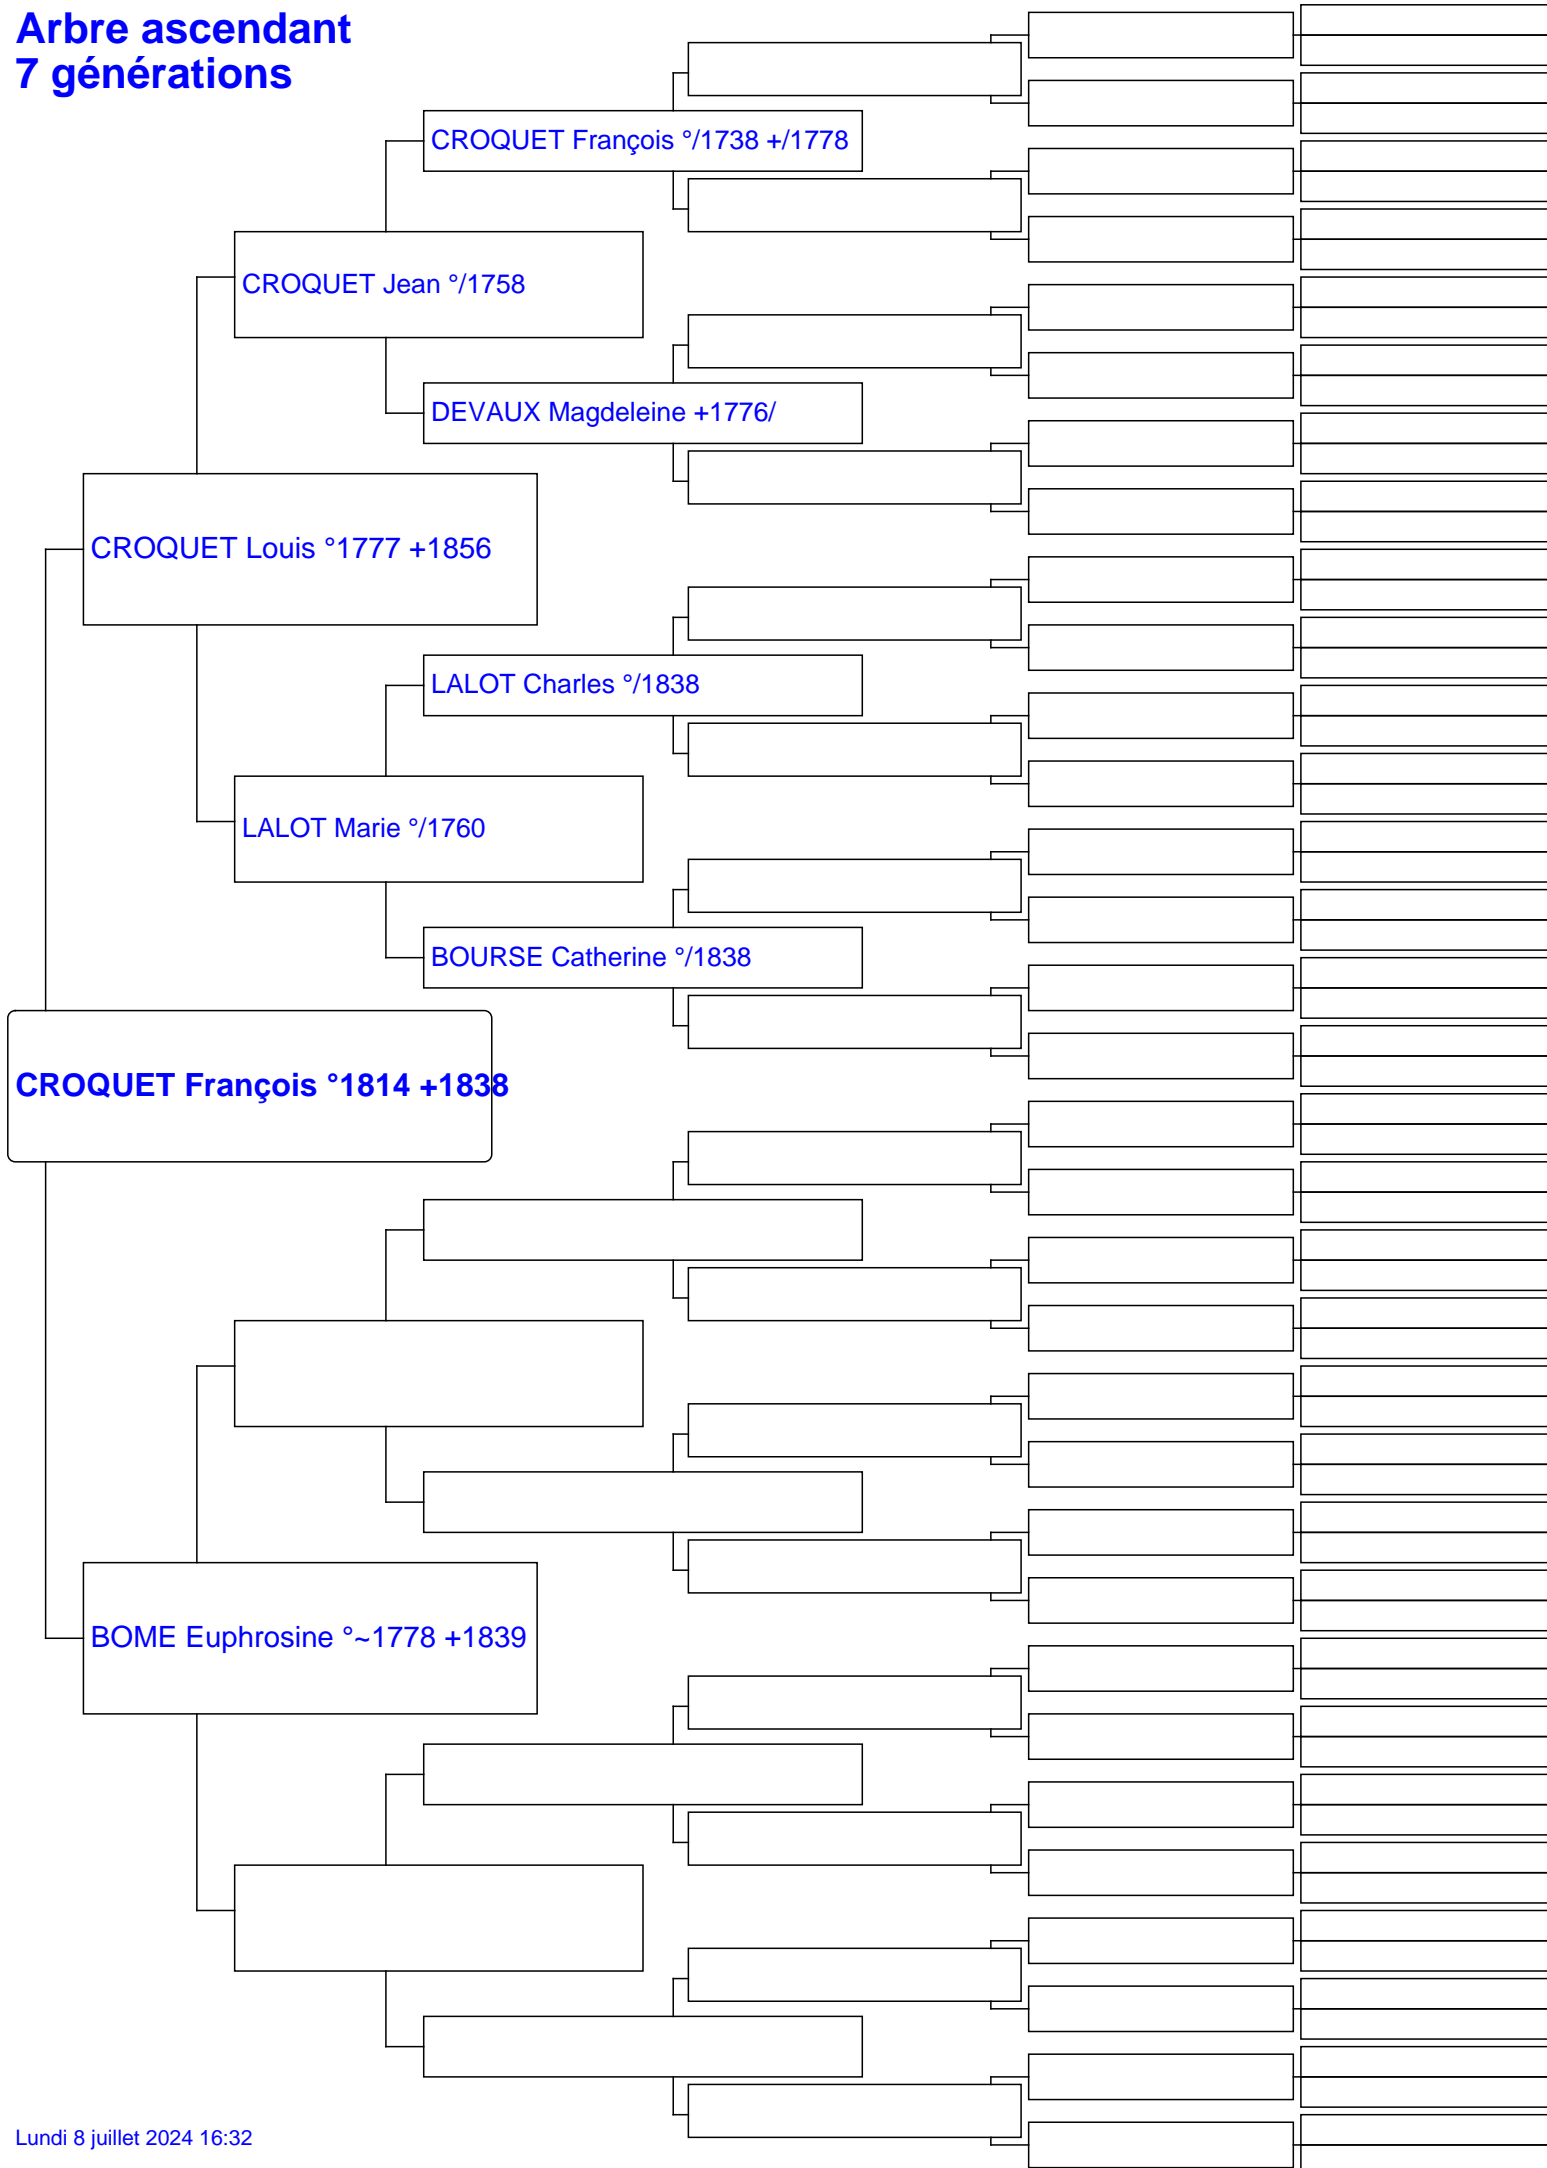 Arbre ascendant
7 générations
CROQUET François °/1738 +/1778
CROQUET Jean °/1758
DEVAUX Magdeleine +1776/
CROQUET Louis °1777 +1856
LALOT Charles °/1838
LALOT Marie °/1760
BOURSE Catherine °/1838
CROQUET François °1814 +1838
BOME Euphrosine °~1778 +1839
Lundi 8 juillet 2024 16:32